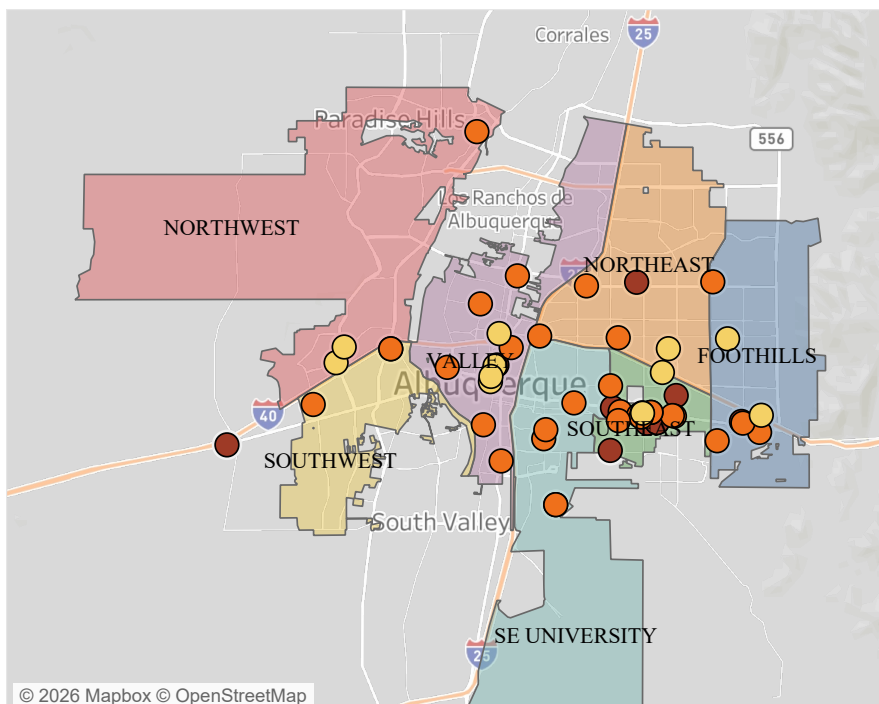 Corrales
25
Paradise Hills
556
Los Ranchos de
Albuquerque
NORTHWEST
NORTHEAST
VALLEY
FOOTHILLS
Albuquerque
40
SOUTHEAST
SOUTHWEST
South Valley
SE UNIVERSITY
25
© 2026 Mapbox © OpenStreetMap